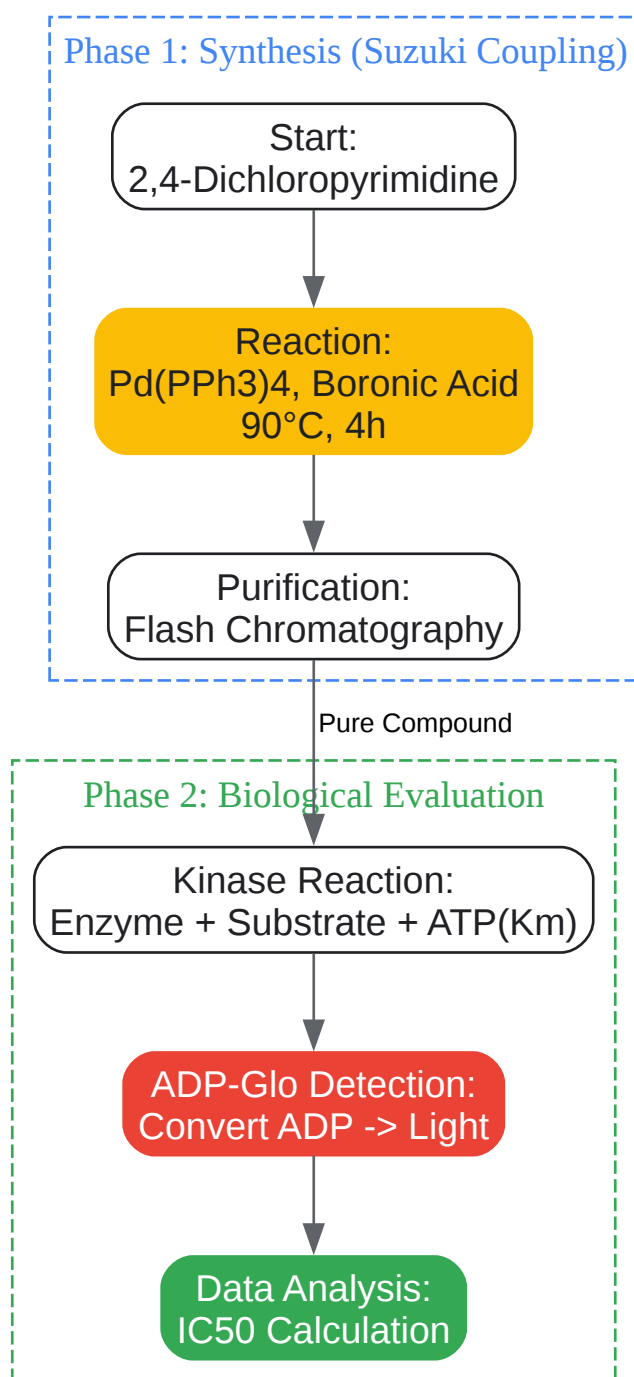 Phase 1: Synthesis (Suzuki Coupling)
Start:
2,4-Dichloropyrimidine
Reaction:
Pd(PPh3)4, Boronic Acid
90°C, 4h
Purification:
Flash Chromatography
Pure Compound
Phase 2: Biological Evaluation
Kinase Reaction:
Enzyme + Substrate + ATP(Km)
ADP-Glo Detection:
Convert ADP -> Light
Data Analysis:
IC50 Calculation